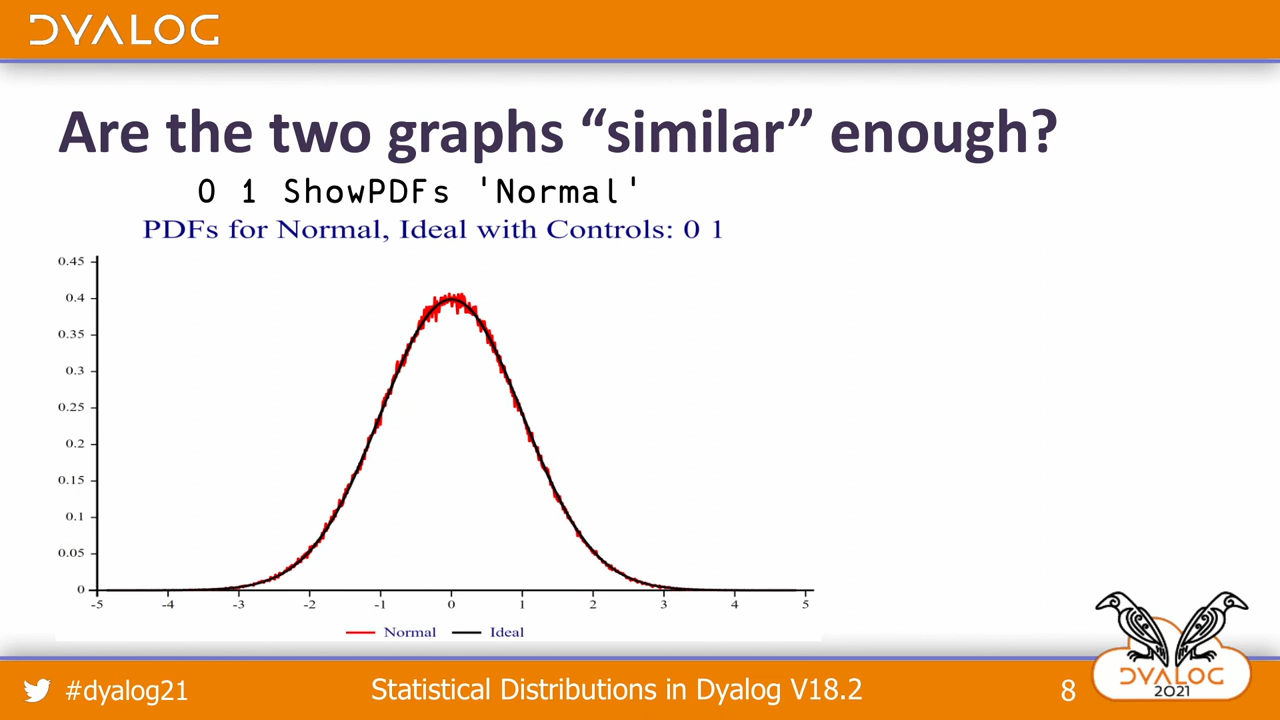 DYALOG
Are the two graphs “similar” enough?
0 1 ShowPDFs 'Normal'
PDFs for Normal, Ideal with Controls: 0 1
0.45
0.4
0.35
0.3
0.25
0.2
0.15
0.1
0.05
0
-5 -4 -3 -2 -1 0 1 2 3 4 5
Normal Ideal
DYALOG
2021
#dyalog21 Statistical Distributions in Dyalog V18.2 8